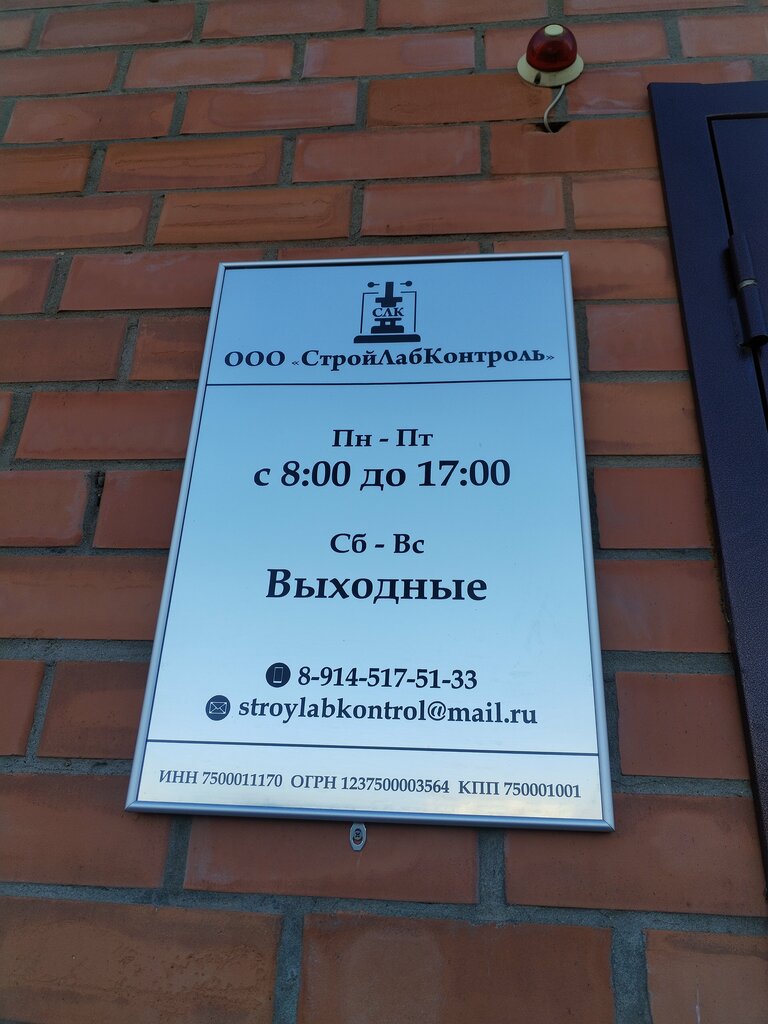 СЛК
ООО «СтройЛабКонтроль»
Пн - Пт
с 8:00 до 17:00
Сб - Вс
Выходные
8-914-517-51-33
stroylabkontrol@mail.ru
ИНН 7500011170 ОГРН 1237500003564 КПП 750001001